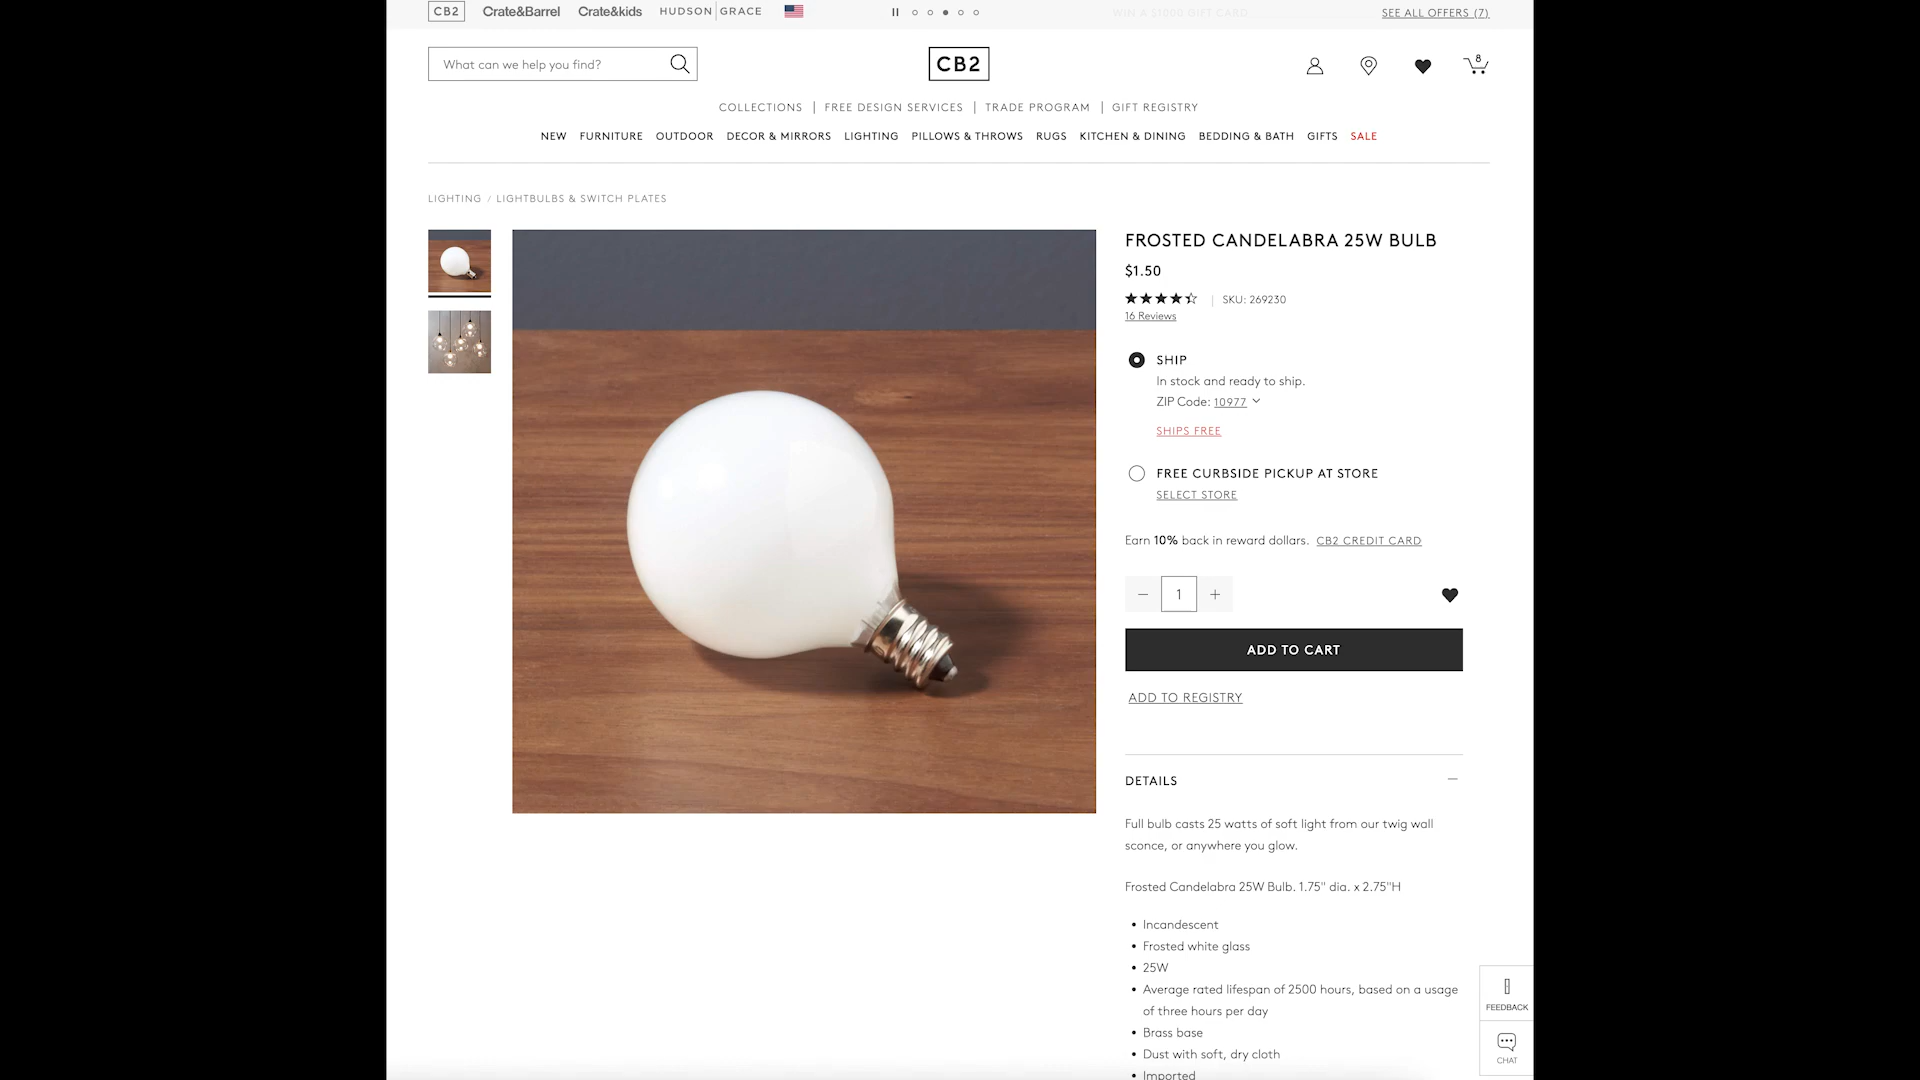 CB2 Crate&Barrel Crate&kids HUDSON GRACE
WIN A $1000 GIFT CARD
SEE ALL OFFERS (7)
What can we help you find?
CB2
8
COLLECTIONS | FREE DESIGN SERVICES | TRADE PROGRAM | GIFT REGISTRY
NEW FURNITURE OUTDOOR DECOR & MIRRORS LIGHTING PILLOWS & THROWS RUGS KITCHEN & DINING BEDDING & BATH GIFTS SALE
LIGHTING / LIGHTBULBS & SWITCH PLATES
FROSTED CANDELABRA 25W BULB
$1.50
SKU: 269230
16 Reviews
SHIP
In stock and ready to ship.
ZIP Code: 10977
SHIPS FREE
FREE CURBSIDE PICKUP AT STORE
SELECT STORE
Earn 10% back in reward dollars. CB2 CREDIT CARD
− 1 +
ADD TO CART
ADD TO REGISTRY
DETAILS
Full bulb casts 25 watts of soft light from our twig wall
sconce, or anywhere you glow.
Frosted Candelabra 25W Bulb. 1.75" dia. x 2.75"H
• Incandescent
• Frosted white glass
• 25W
• Average rated lifespan of 2500 hours, based on a usage
of three hours per day
• Brass base
• Dust with soft, dry cloth
• Imported
FEEDBACK
CHAT